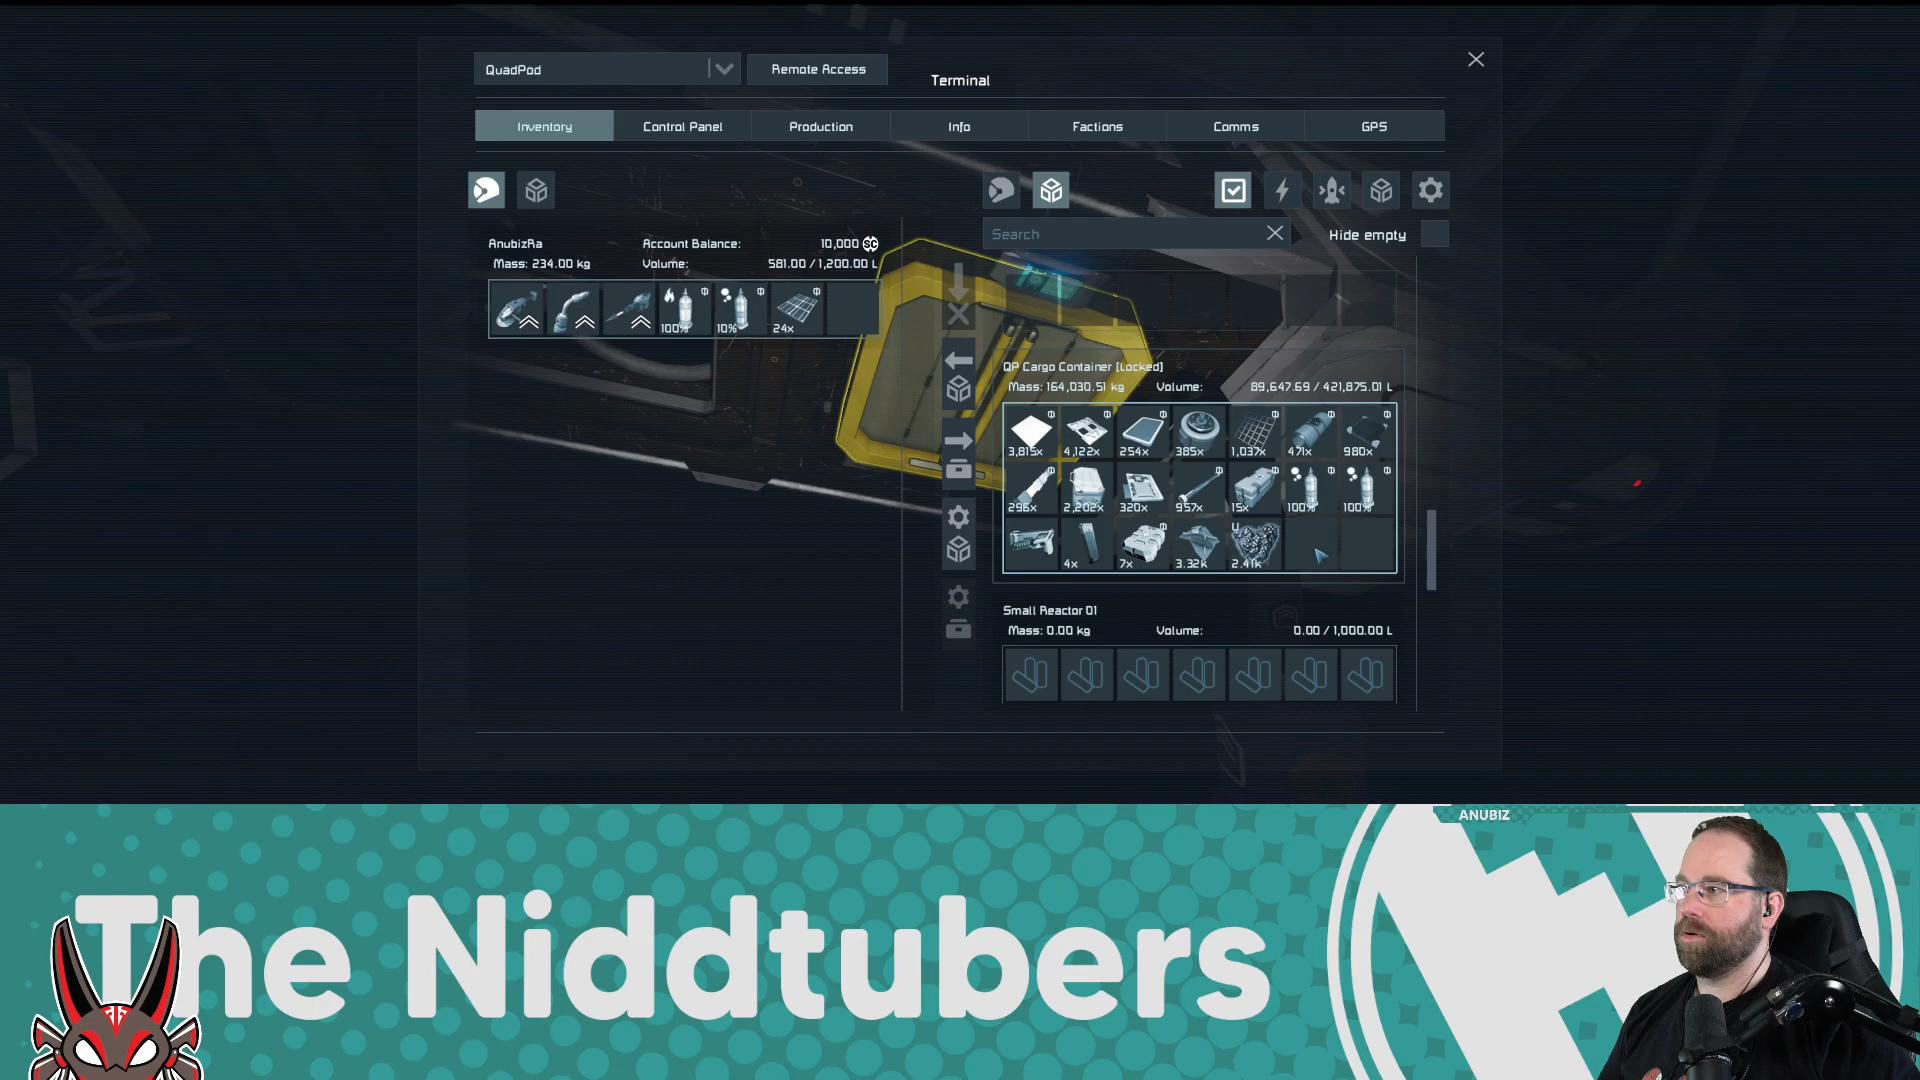 QuadPod
Remote Access
Terminal
Inventory
Control Panel
Production
Info
Factions
Comms
GPS
Search
Hide empty
AnubizRa
Account Balance:
10,000 SC
Mass: 234.00 kg
Volume:
581.00 / 1,200.00 L
100%
10%
24x
QP Cargo Container [Locked]
Mass: 164,030.51 kg
Volume:
89,647.69 / 421,875.01 L
3,815x
4,122x
254x
385x
1,037x
471x
980x
296x
2,202x
320x
957x
15x
100%
100%
4x
7x
3.32k
U
2.41k
Small Reactor 01
Mass: 0.00 kg
Volume:
0.00 / 1,000.00 L
ANUBIZ
The Niddtubers